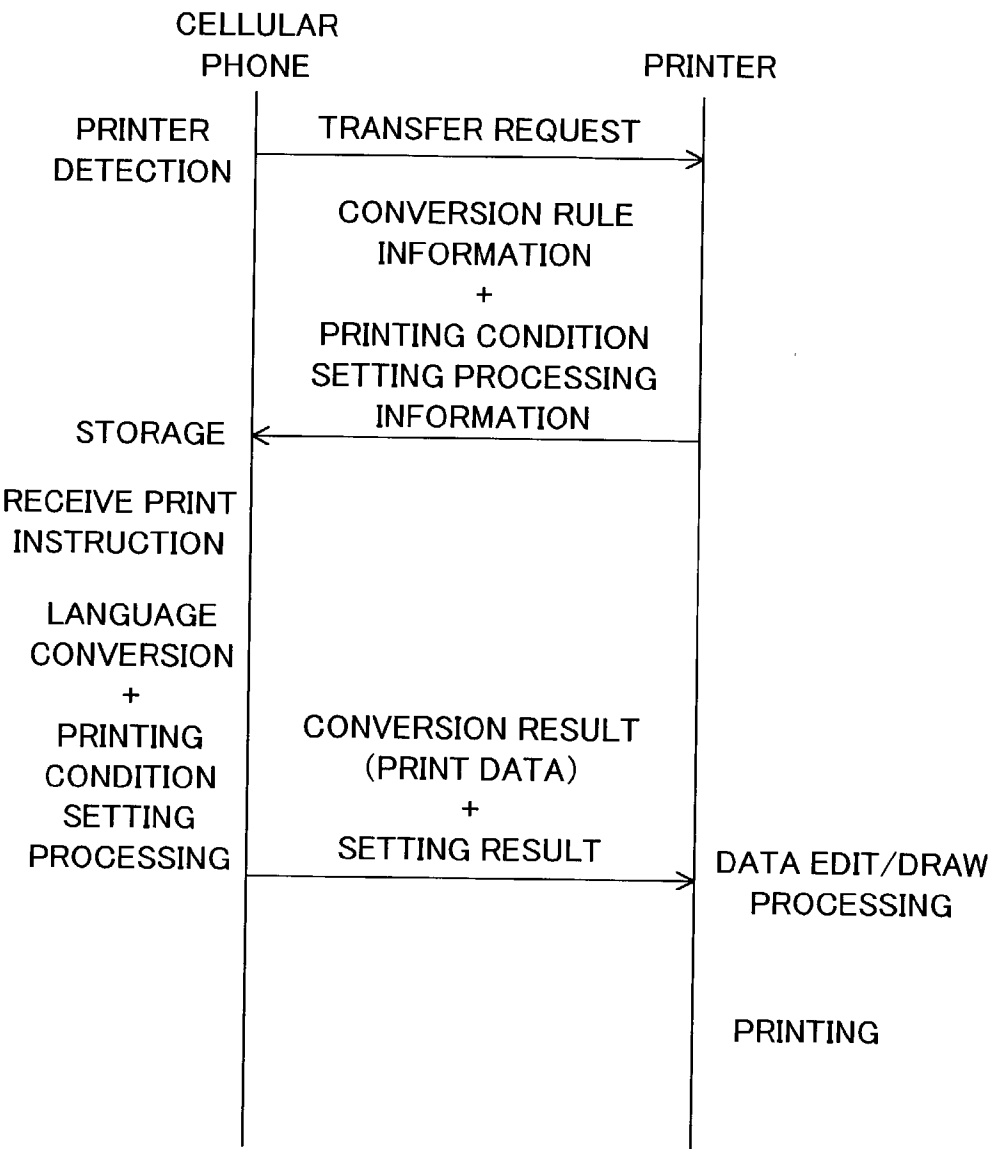 CELLULAR
PHONE
PRINTER
PRINTER
DETECTION
TRANSFER REQUEST
CONVERSION RULE
INFORMATION
+
PRINTING CONDITION
SETTING PROCESSING
INFORMATION
STORAGE
RECEIVE PRINT
INSTRUCTION
LANGUAGE
CONVERSION
+
PRINTING
CONDITION
SETTING
PROCESSING
CONVERSION RESULT
(PRINT DATA)
+
SETTING RESULT
DATA EDIT/DRAW
PROCESSING
PRINTING